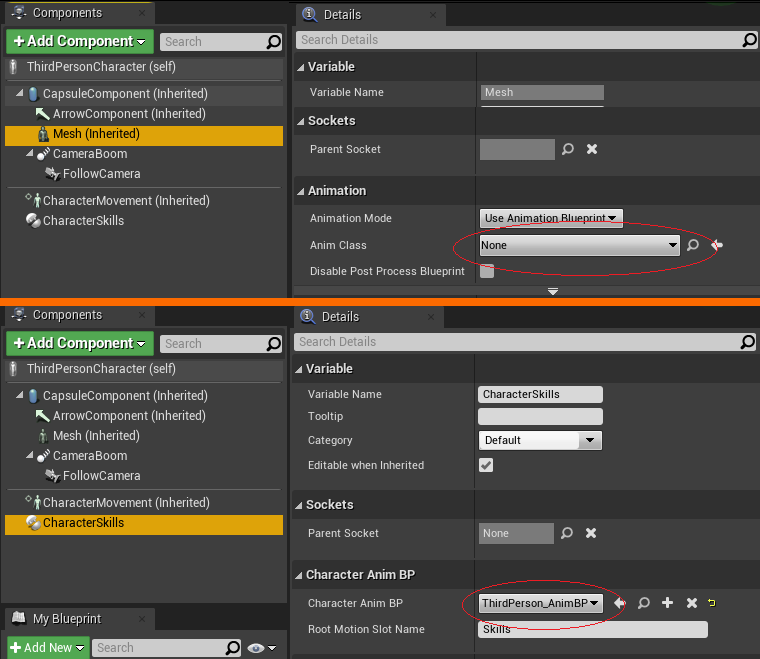 Components
+ Add Component
Search
ThirdPersonCharacter (self)
CapsuleComponent (Inherited)
ArrowComponent (Inherited)
Mesh (Inherited)
CameraBoom
FollowCamera
CharacterMovement (Inherited)
CharacterSkills
Details
Search Details
Variable
Variable Name Mesh
Sockets
Parent Socket
Animation
Animation Mode Use Animation Blueprint
Anim Class None
Disable Post Process Blueprint
Components
+ Add Component
Search
ThirdPersonCharacter (self)
CapsuleComponent (Inherited)
ArrowComponent (Inherited)
Mesh (Inherited)
CameraBoom
FollowCamera
CharacterMovement (Inherited)
CharacterSkills
My Blueprint
+ Add New
Search
Details
Search Details
Variable
Variable Name CharacterSkills
Tooltip
Category Default
Editable when Inherited
Sockets
Parent Socket None
Character Anim BP
Character Anim BP ThirdPerson_AnimBP
Root Motion Slot Name Skills